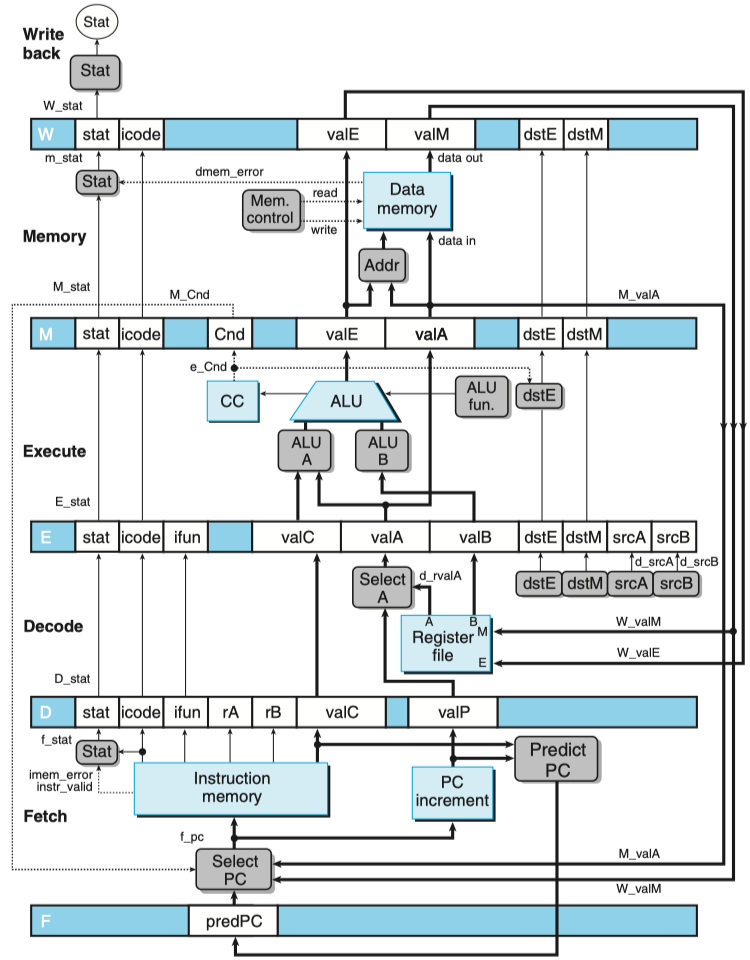 Stat
Write
back
Stat
W_stat
W stat icode valE valM dstE dstM
m_stat
data out
Stat
dmem_error
Mem.
control
read
write
Data
memory
Memory
data in
Addr
M_stat
M_Cnd
M_valA
M stat icode Cnd valE valA dstE dstM
e_Cnd
CC
ALU
ALU
fun.
dstE
ALU
A
ALU
B
Execute
E_stat
E stat icode ifun valC valA valB dstE dstM srcA srcB
d_srcA d_srcB
Select
A
d_rvalA
dstE dstM srcA srcB
A B
M
Register
file
E
W_valM
W_valE
Decode
D_stat
D stat icode ifun rA rB valC valP
f_stat
Stat
imem_error
instr_valid
Instruction
memory
PC
increment
Predict
PC
Fetch
f_pc
Select
PC
M_valA
W_valM
F predPC